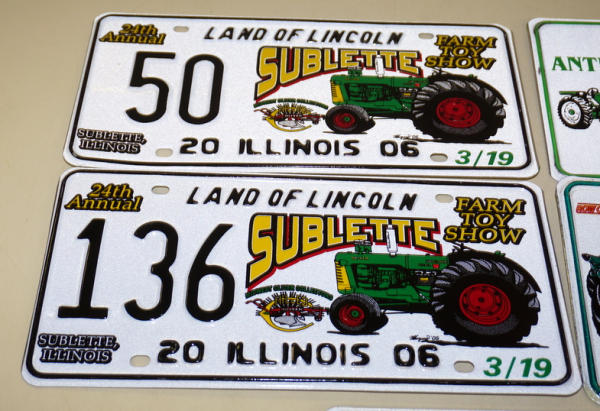 LAND OF LINCOLN
24th
Annual
50
SUBLETTE
FARM
TOY
SHOW
SUBLETTE,
ILLINOIS
20 ILLINOIS 06
3/19
LAND OF LINCOLN
24th
Annual
136
SUBLETTE
FARM
TOY
SHOW
SUBLETTE,
ILLINOIS
20 ILLINOIS 06
3/19
ANT